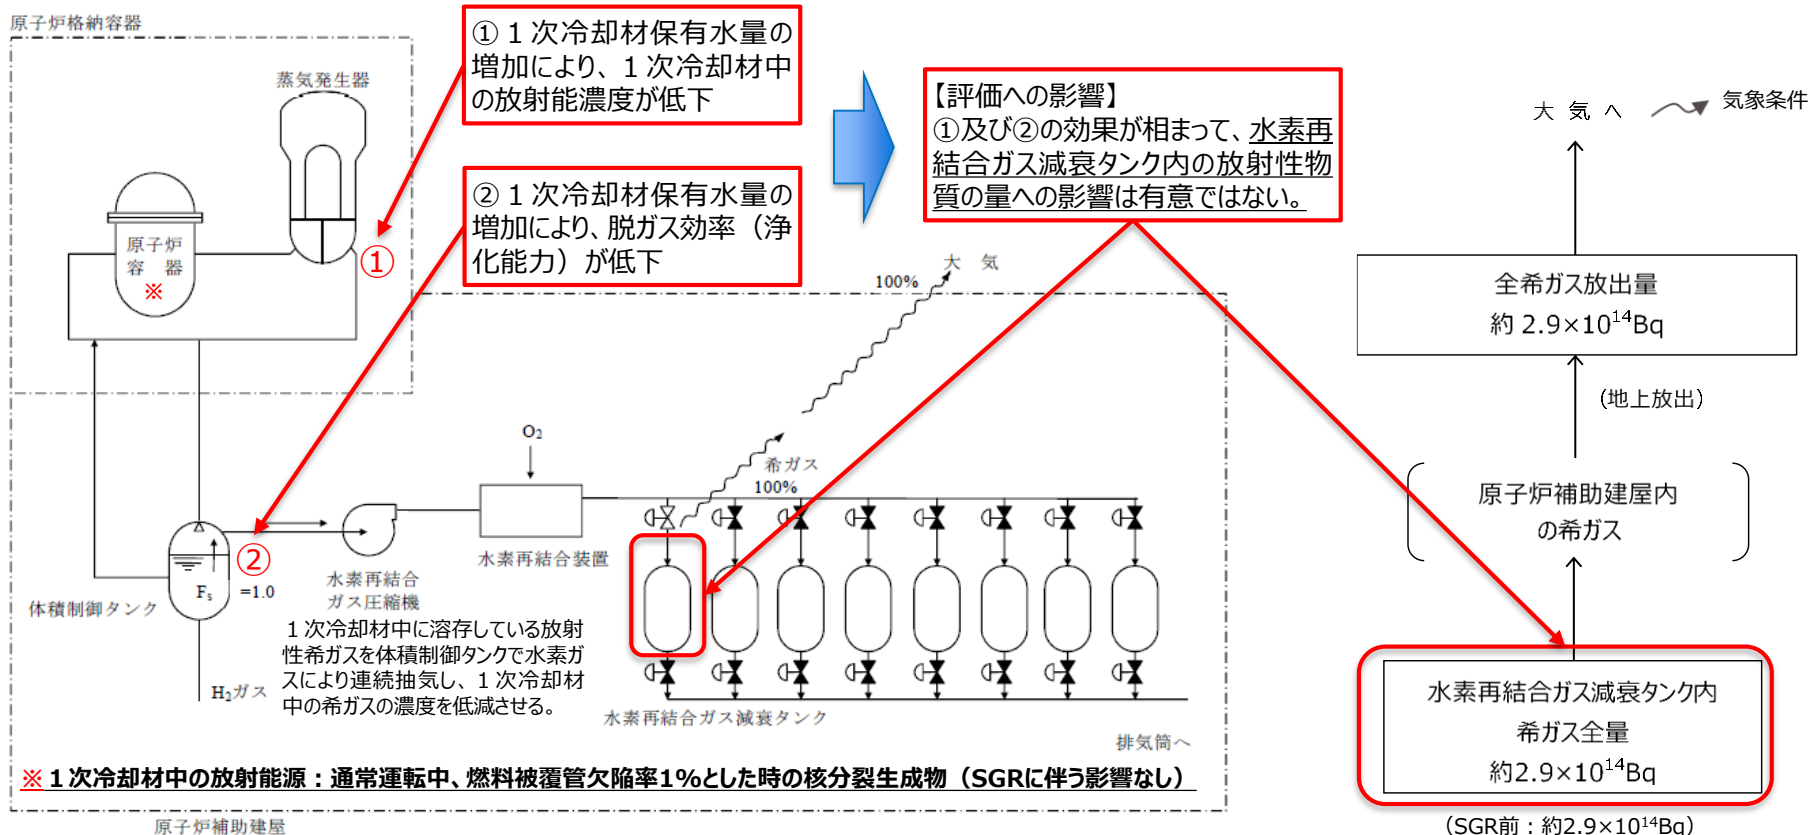 原子炉格納容器
蒸気発生器
原子炉
容　器
※
①
① 1 次冷却材保有水量の
増加により、1 次冷却材中
の放射能濃度が低下
② 1 次冷却材保有水量の
増加により、脱ガス効率（浄
化能力）が低下
【評価への影響】
①及び②の効果が相まって、水素再
結合ガス減衰タンク内の放射性物
質の量への影響は有意ではない。
大 気 へ
気象条件
全希ガス放出量
約 2.9×10¹⁴Bq
(地上放出)
原子炉補助建屋内
の希ガス
水素再結合ガス減衰タンク内
希ガス全量
約2.9×10¹⁴Bq
（SGR前：約2.9×10¹⁴Bq）
大　気
100%
希ガス
100%
O₂
水素再結合装置
②
Fs =1.0
体積制御タンク
水素再結合
ガス圧縮機
H₂ガス
1 次冷却材中に溶存している放射
性希ガスを体積制御タンクで水素ガ
スにより連続抽気し、1 次冷却材
中の希ガスの濃度を低減させる。
水素再結合ガス減衰タンク
排気筒へ
※１次冷却材中の放射能源：通常運転中、燃料被覆管欠陥率1%とした時の核分裂生成物（SGRに伴う影響なし）
原子炉補助建屋